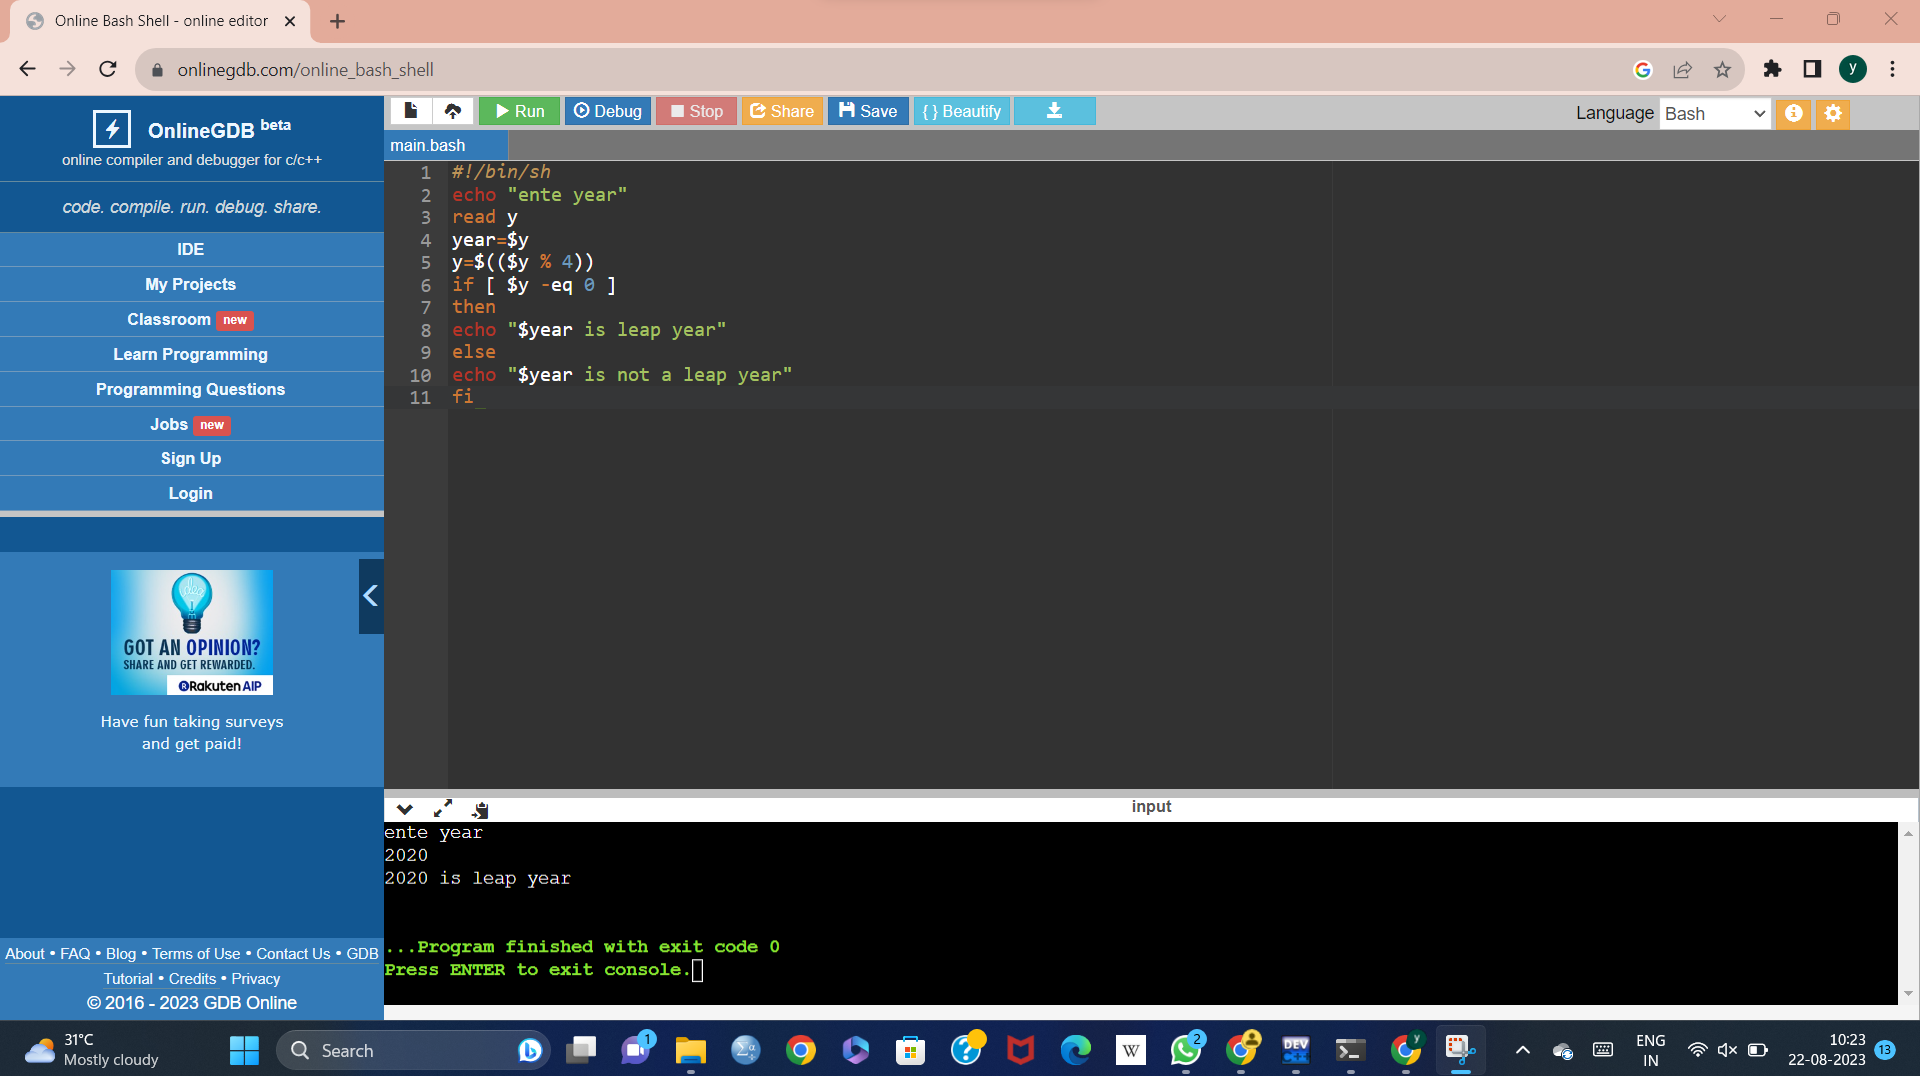 Online Bash Shell - online editor
onlinegdb.com/online_bash_shell
y
OnlineGDB beta
online compiler and debugger for c/c++
code. compile. run. debug. share.
IDE
My Projects
Classroom new
Learn Programming
Programming Questions
Jobs new
Sign Up
Login
idea
GOT AN OPINION?
SHARE AND GET REWARDED.
Rakuten AIP
Have fun taking surveys
and get paid!
About • FAQ • Blog • Terms of Use • Contact Us • GDB
Tutorial • Credits • Privacy
© 2016 - 2023 GDB Online
Run Debug Stop Share Save { } Beautify
Language Bash
main.bash
1 #!/bin/sh
2 echo "ente year"
3 read y
4 year=$y
5 y=$(($y % 4))
6 if [ $y -eq 0 ]
7 then
8 echo "$year is leap year"
9 else
10 echo "$year is not a leap year"
11 fi
input
ente year
2020
2020 is leap year
...Program finished with exit code 0
Press ENTER to exit console.
31°C
Mostly cloudy
Search
1
W
2
DEV
y
ENG
IN
10:23
22-08-2023
13